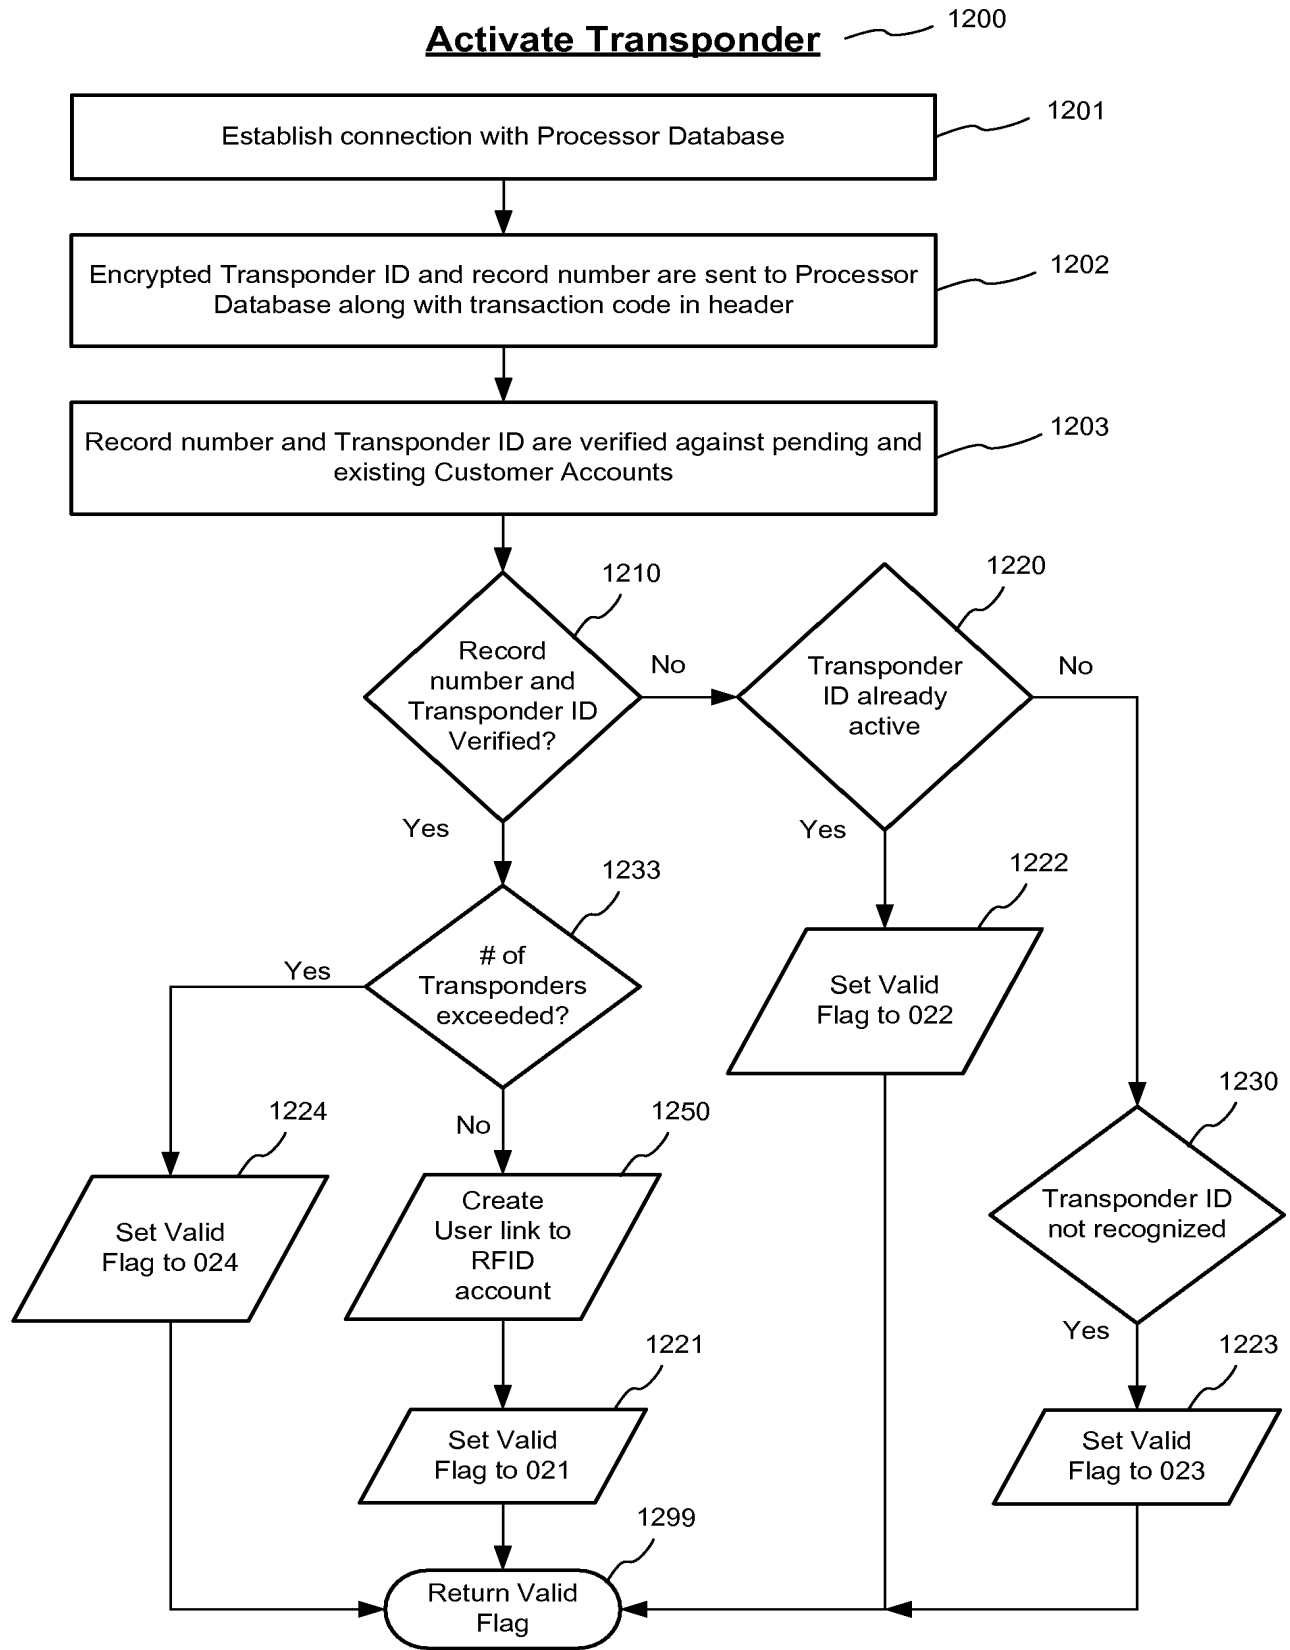 Activate Transponder
1200
Establish connection with Processor Database
1201
Encrypted Transponder ID and record number are sent to Processor
Database along with transaction code in header
1202
Record number and Transponder ID are verified against pending and
existing Customer Accounts
1203
1210
Record
number and
Transponder ID
Verified?
No
1220
Transponder
ID already
active
No
Yes
Yes
1233
# of
Transponders
exceeded?
Yes
1222
Set Valid
Flag to 022
No
1224
Set Valid
Flag to 024
1250
Create
User link to
RFID
account
1230
Transponder ID
not recognized
Yes
1221
Set Valid
Flag to 021
1223
Set Valid
Flag to 023
1299
Return Valid
Flag